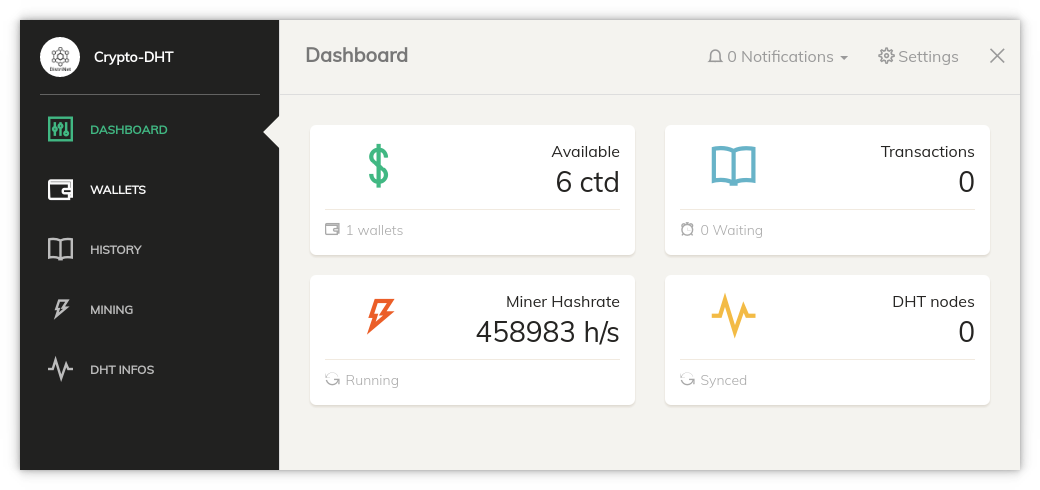 Crypto-DHT
DASHBOARD
WALLETS
HISTORY
MINING
DHT INFOS
Dashboard
0 Notifications
Settings
Available
6 ctd
1 wallets
Transactions
0
0 Waiting
Miner Hashrate
458983 h/s
Running
DHT nodes
0
Synced